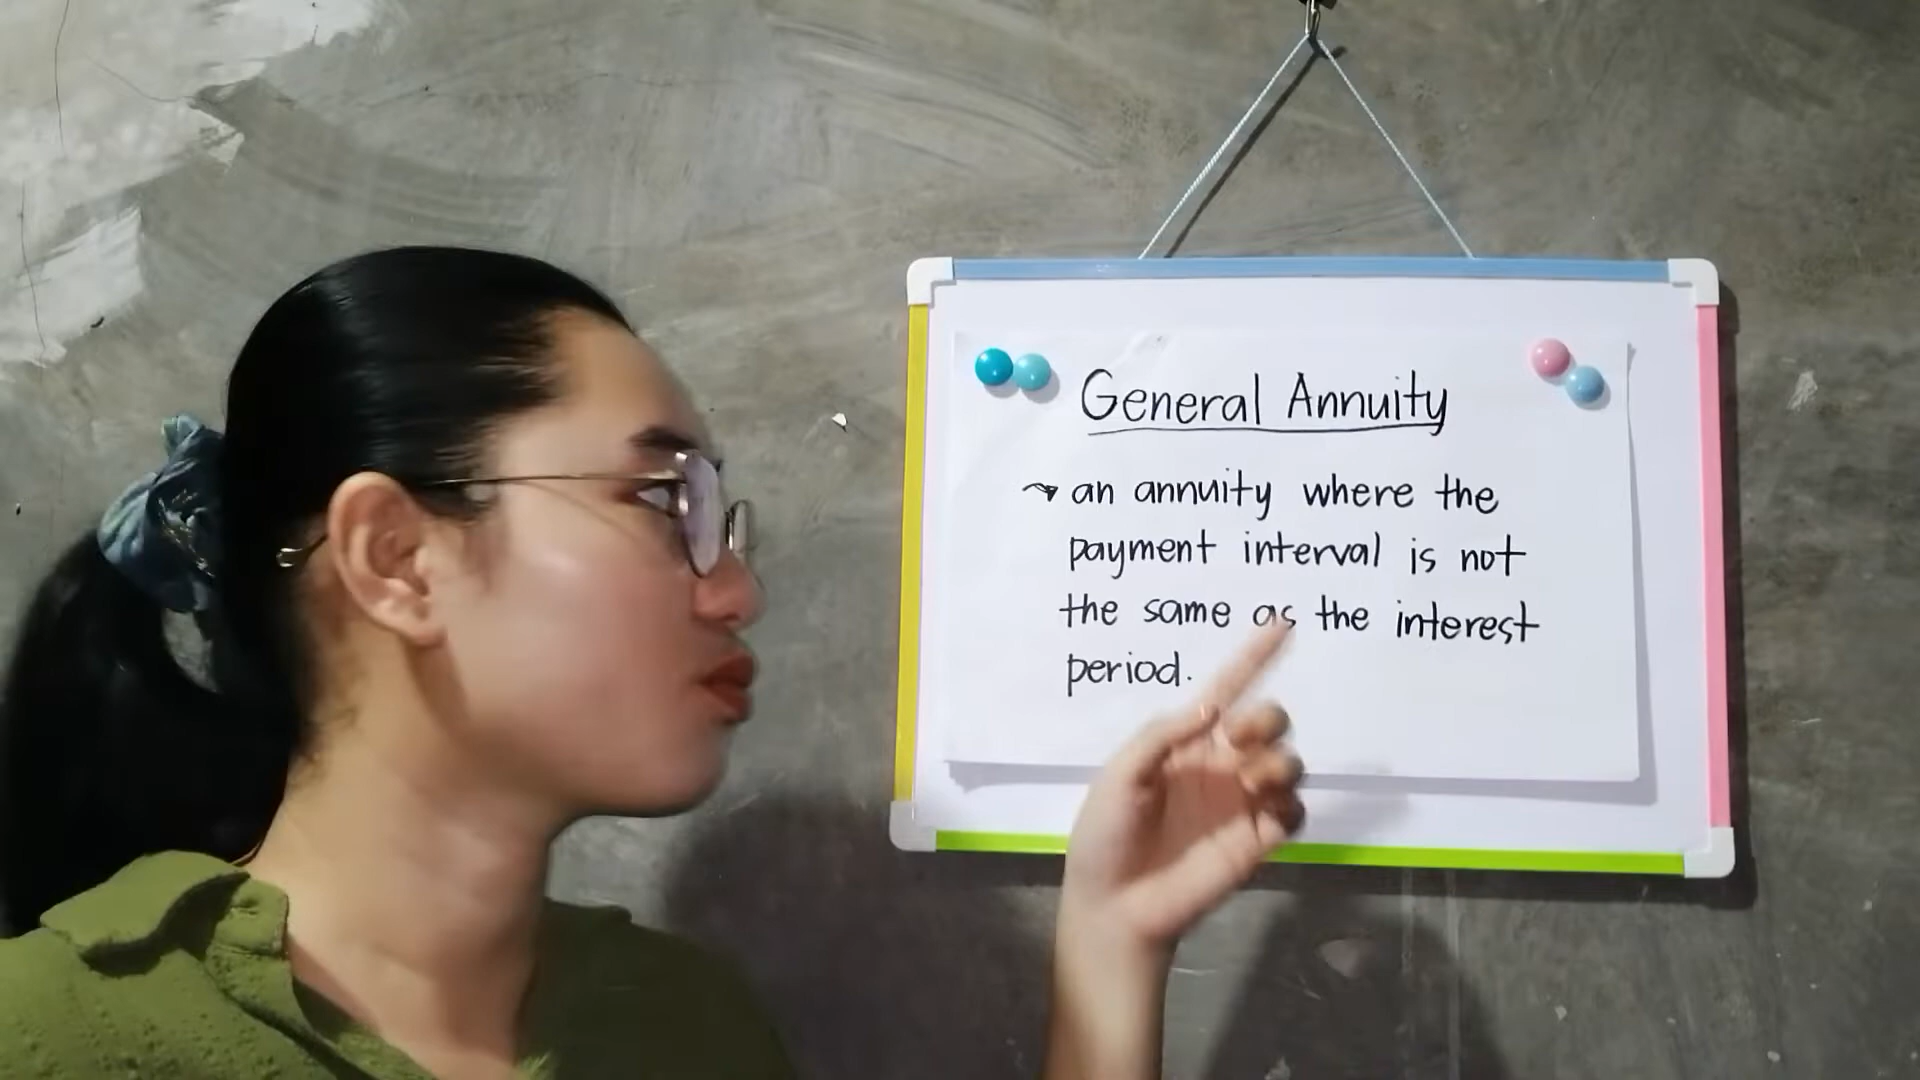 General Annuity
an annuity where the
payment interval is not
the same as the interest
period.